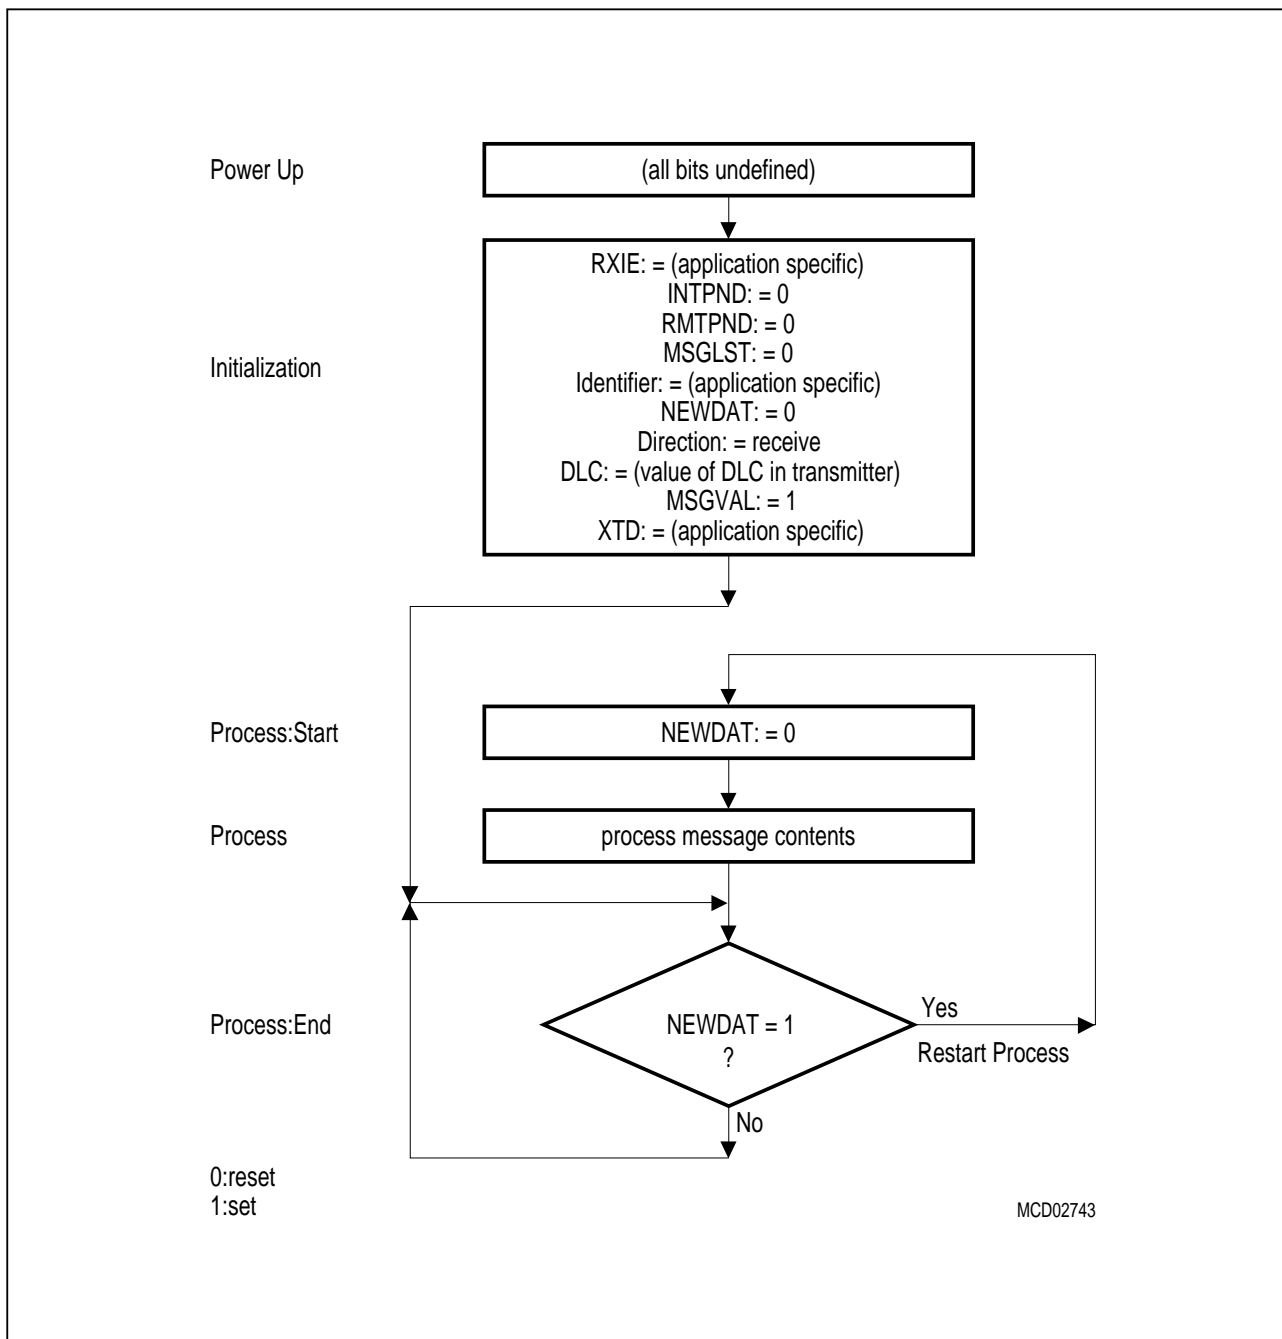 Power Up
(all bits undefined)
RXIE: = (application specific)
INTPND: = 0
RMTPND: = 0
MSGLST: = 0
Initialization
Identifier: = (application specific)
NEWDAT: = 0
Direction: = receive
DLC: = (value of DLC in transmitter)
MSGVAL: = 1
XTD: = (application specific)
Process:Start
NEWDAT: = 0
Process
process message contents
Process:End
NEWDAT = 1
?
Yes
Restart Process
No
0:reset
1:set
MCD02743